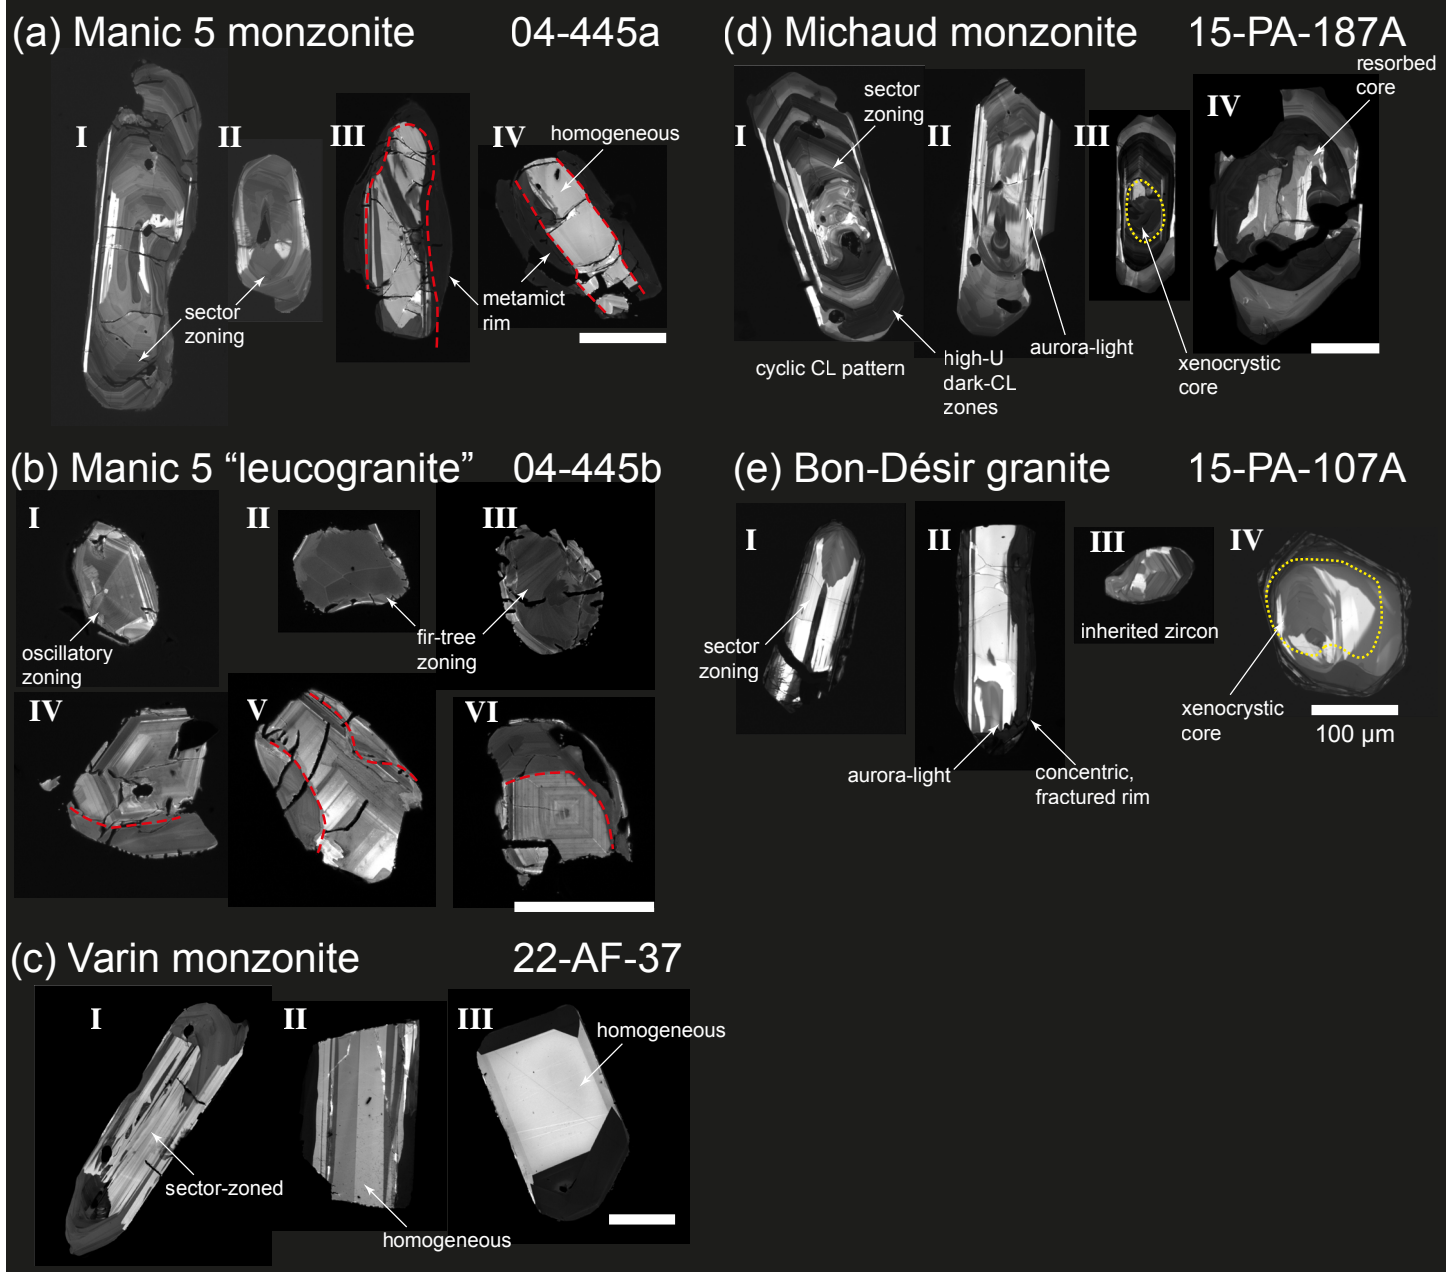 (a) Manic 5 monzonite 04-445a
I
II
III
IV
homogeneous
sector
zoning
metamict
rim
(b) Manic 5 “leucogranite” 04-445b
I
II
III
oscillatory
zoning
fir-tree
zoning
IV
V
VI
(c) Varin monzonite 22-AF-37
I
II
III
homogeneous
sector-zoned
homogeneous
(d) Michaud monzonite 15-PA-187A
resorbed
core
sector
zoning
I
II
III
IV
aurora-light
cyclic CL pattern
high-U
dark-CL
zones
xenocrystic
core
(e) Bon-Désir granite 15-PA-107A
I
II
III
IV
sector
zoning
inherited zircon
xenocrystic
core
100 µm
aurora-light
concentric,
fractured rim